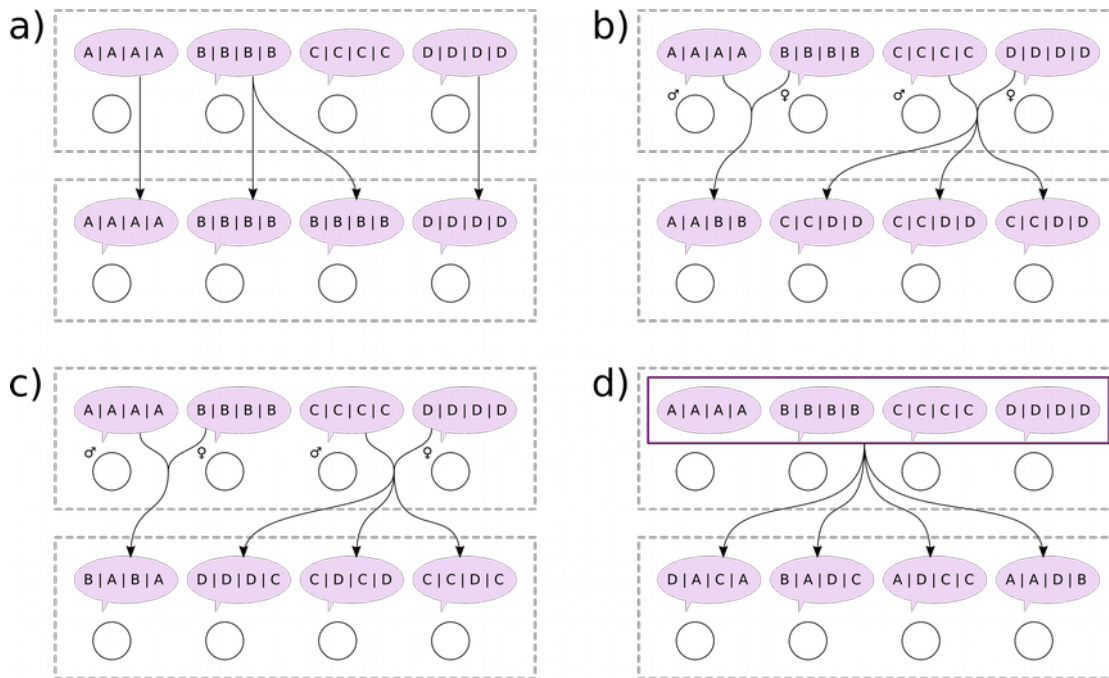 a)
A|A|A|A B|B|B|B C|C|C|C D|D|D|D
A|A|A|A B|B|B|B B|B|B|B D|D|D|D
b)
A|A|A|A B|B|B|B C|C|C|C D|D|D|D
♂ ♀ ♂ ♀
A|A|B|B C|C|D|D C|C|D|D C|C|D|D
c)
A|A|A|A B|B|B|B C|C|C|C D|D|D|D
♂ ♀ ♂ ♀
B|A|B|A D|D|D|C C|D|C|D C|C|D|C
d)
A|A|A|A B|B|B|B C|C|C|C D|D|D|D
D|A|C|A B|A|D|C A|D|C|C A|A|D|B